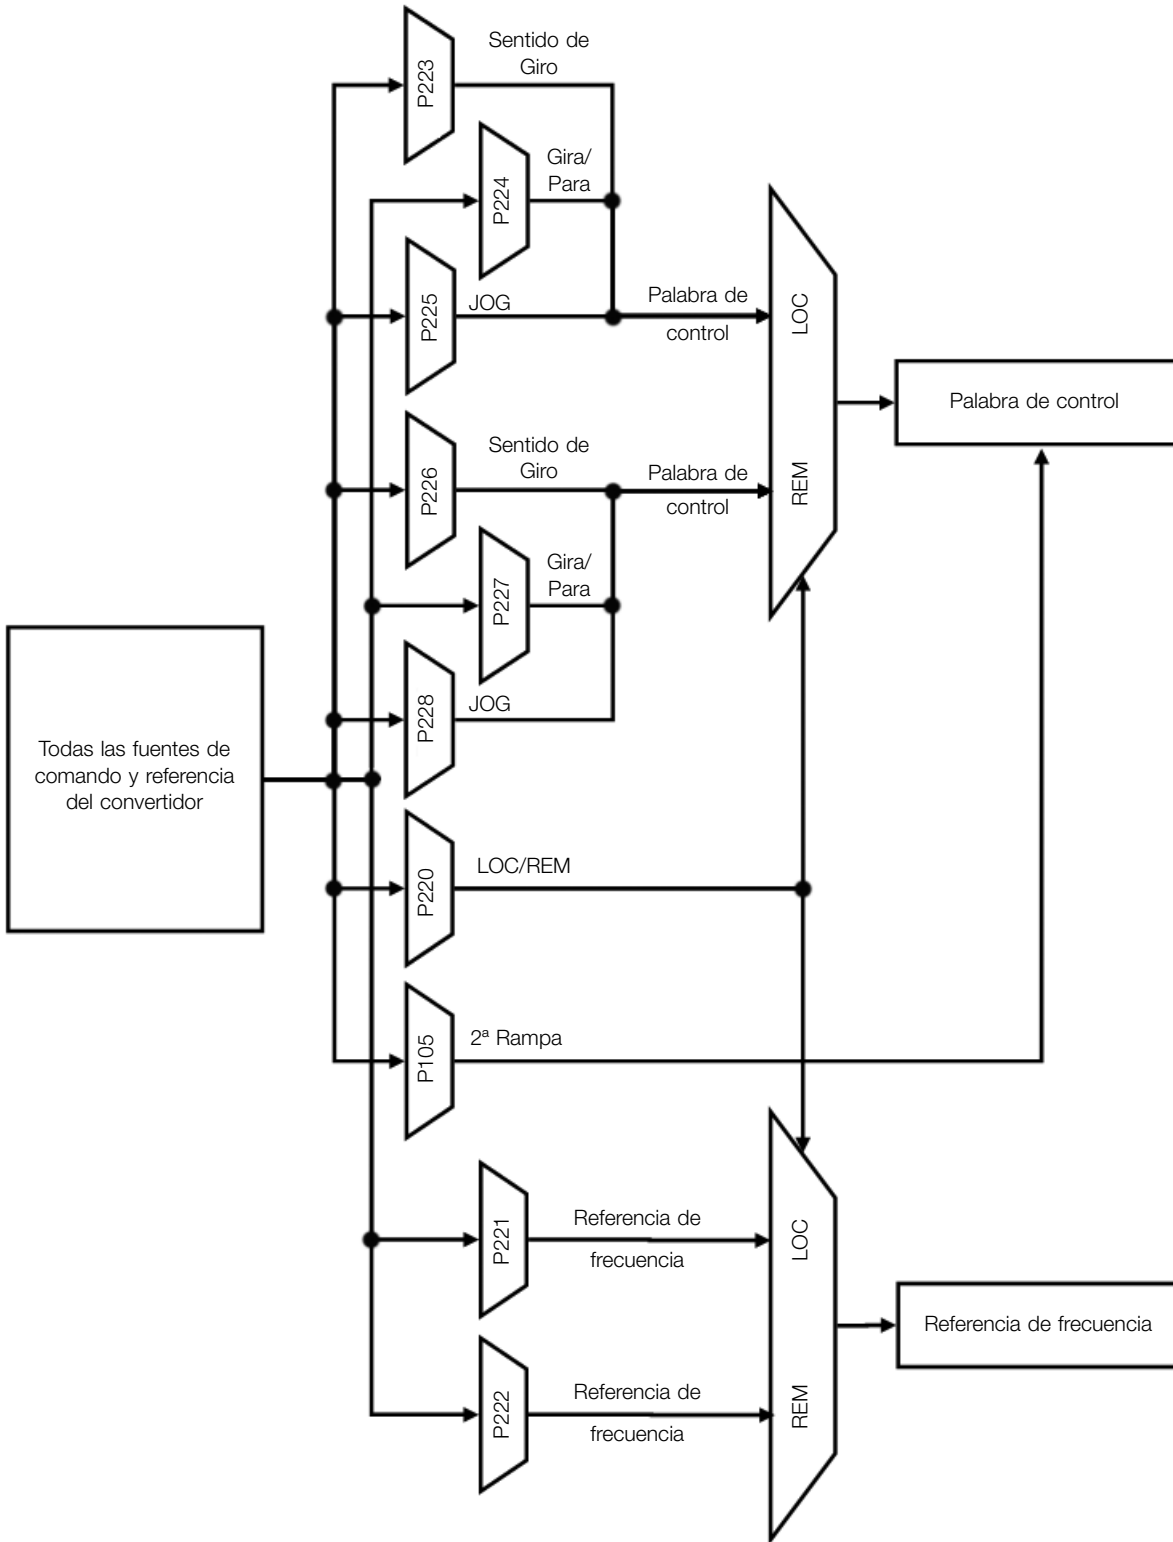 P223
Sentido de
Giro
P224
Gira/
Para
P225
JOG
Palabra de
control
LOC
Palabra de control
P226
Sentido de
Giro
Palabra de
control
REM
P227
Gira/
Para
P228
JOG
Todas las fuentes de
comando y referencia
del convertidor
P220
LOC/REM
P105
2ª Rampa
P221
Referencia de
frecuencia
LOC
Referencia de frecuencia
P222
Referencia de
frecuencia
REM